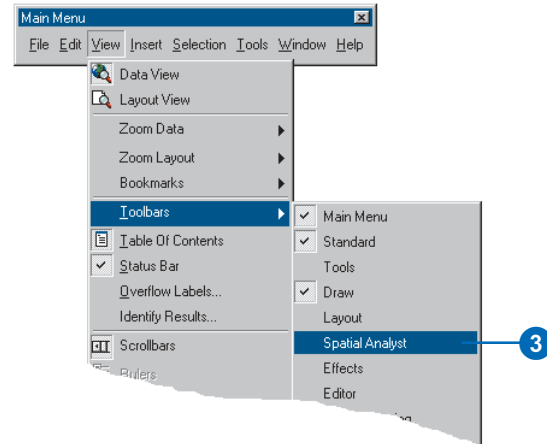 Main Menu
File Edit View Insert Selection Tools Window Help
Data View
Layout View
Zoom Data
Zoom Layout
Bookmarks
Toolbars
Table Of Contents
Status Bar
Overflow Labels...
Identify Results...
Scrollbars
Rulers
Main Menu
Standard
Tools
Draw
Layout
Spatial Analyst
3
Effects
Editor